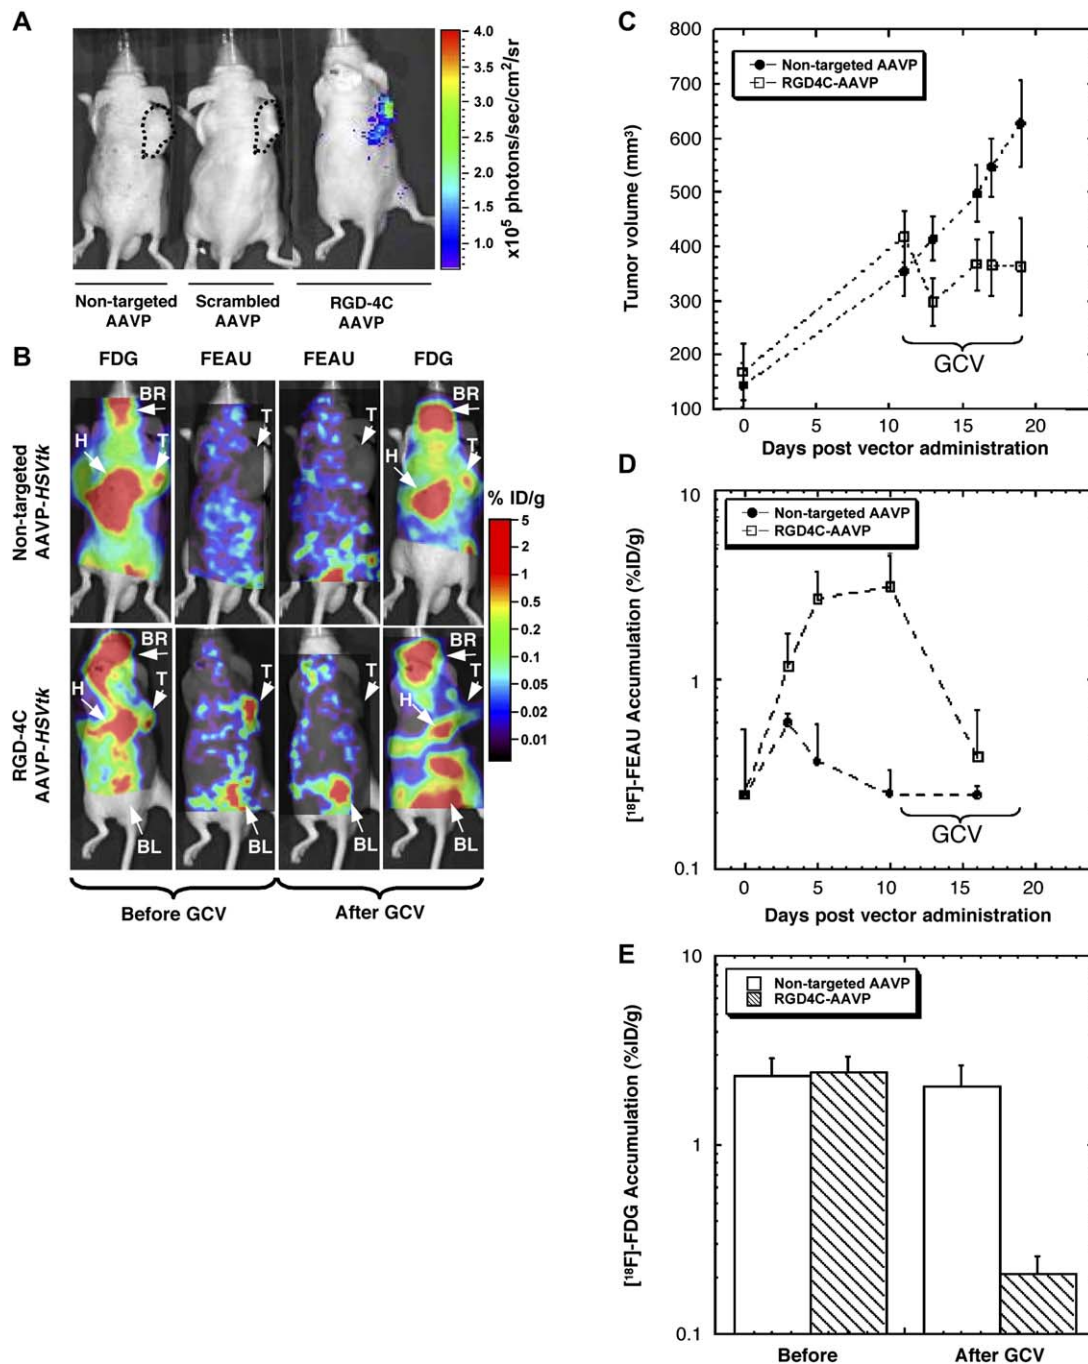 A
4.0
3.0
2.0
1.0
x10⁵ photons/sec/cm²/sr
Non-targeted
AAVP
Scrambled
AAVP
RGD-4C
AAVP
B
FDG FEAU FEAU FDG
Non-targeted
AAVP-HSVtk
BR
H
T
T
T
BR
H
T
% ID/g
5
2
1
0.5
0.2
0.1
0.05
0.02
0.01
RGD-4C
AAVP-HSVtk
BR
H
T
T
T
BR
H
T
BL
BL
BL
BL
Before GCV
After GCV
C
Non-targeted AAVP
RGD4C-AAVP
Tumor volume (mm³)
800
700
600
500
400
300
200
100
GCV
0 5 10 15 20
Days post vector administration
D
Non-targeted AAVP
RGD4C-AAVP
[¹⁸F]-FEAU Accumulation (%ID/g)
10
1
0.1
GCV
0 5 10 15 20
Days post vector administration
E
Non-targeted AAVP
RGD4C-AAVP
[¹⁸F]-FDG Accumulation (%ID/g)
10
1
0.1
Before After GCV